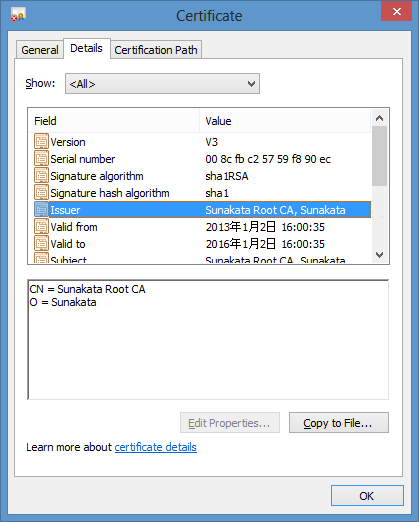 Certificate
General Details Certification Path
Show: <All>
Field Value
Version V3
Serial number 00 8c fb c2 57 59 f8 90 ec
Signature algorithm sha1RSA
Signature hash algorithm sha1
Issuer Sunakata Root CA, Sunakata
Valid from 2013年1月2日 16:00:35
Valid to 2016年1月2日 16:00:35
Subject Sunakata Root CA, Sunakata
CN = Sunakata Root CA
O = Sunakata
Edit Properties... Copy to File...
Learn more about certificate details
OK